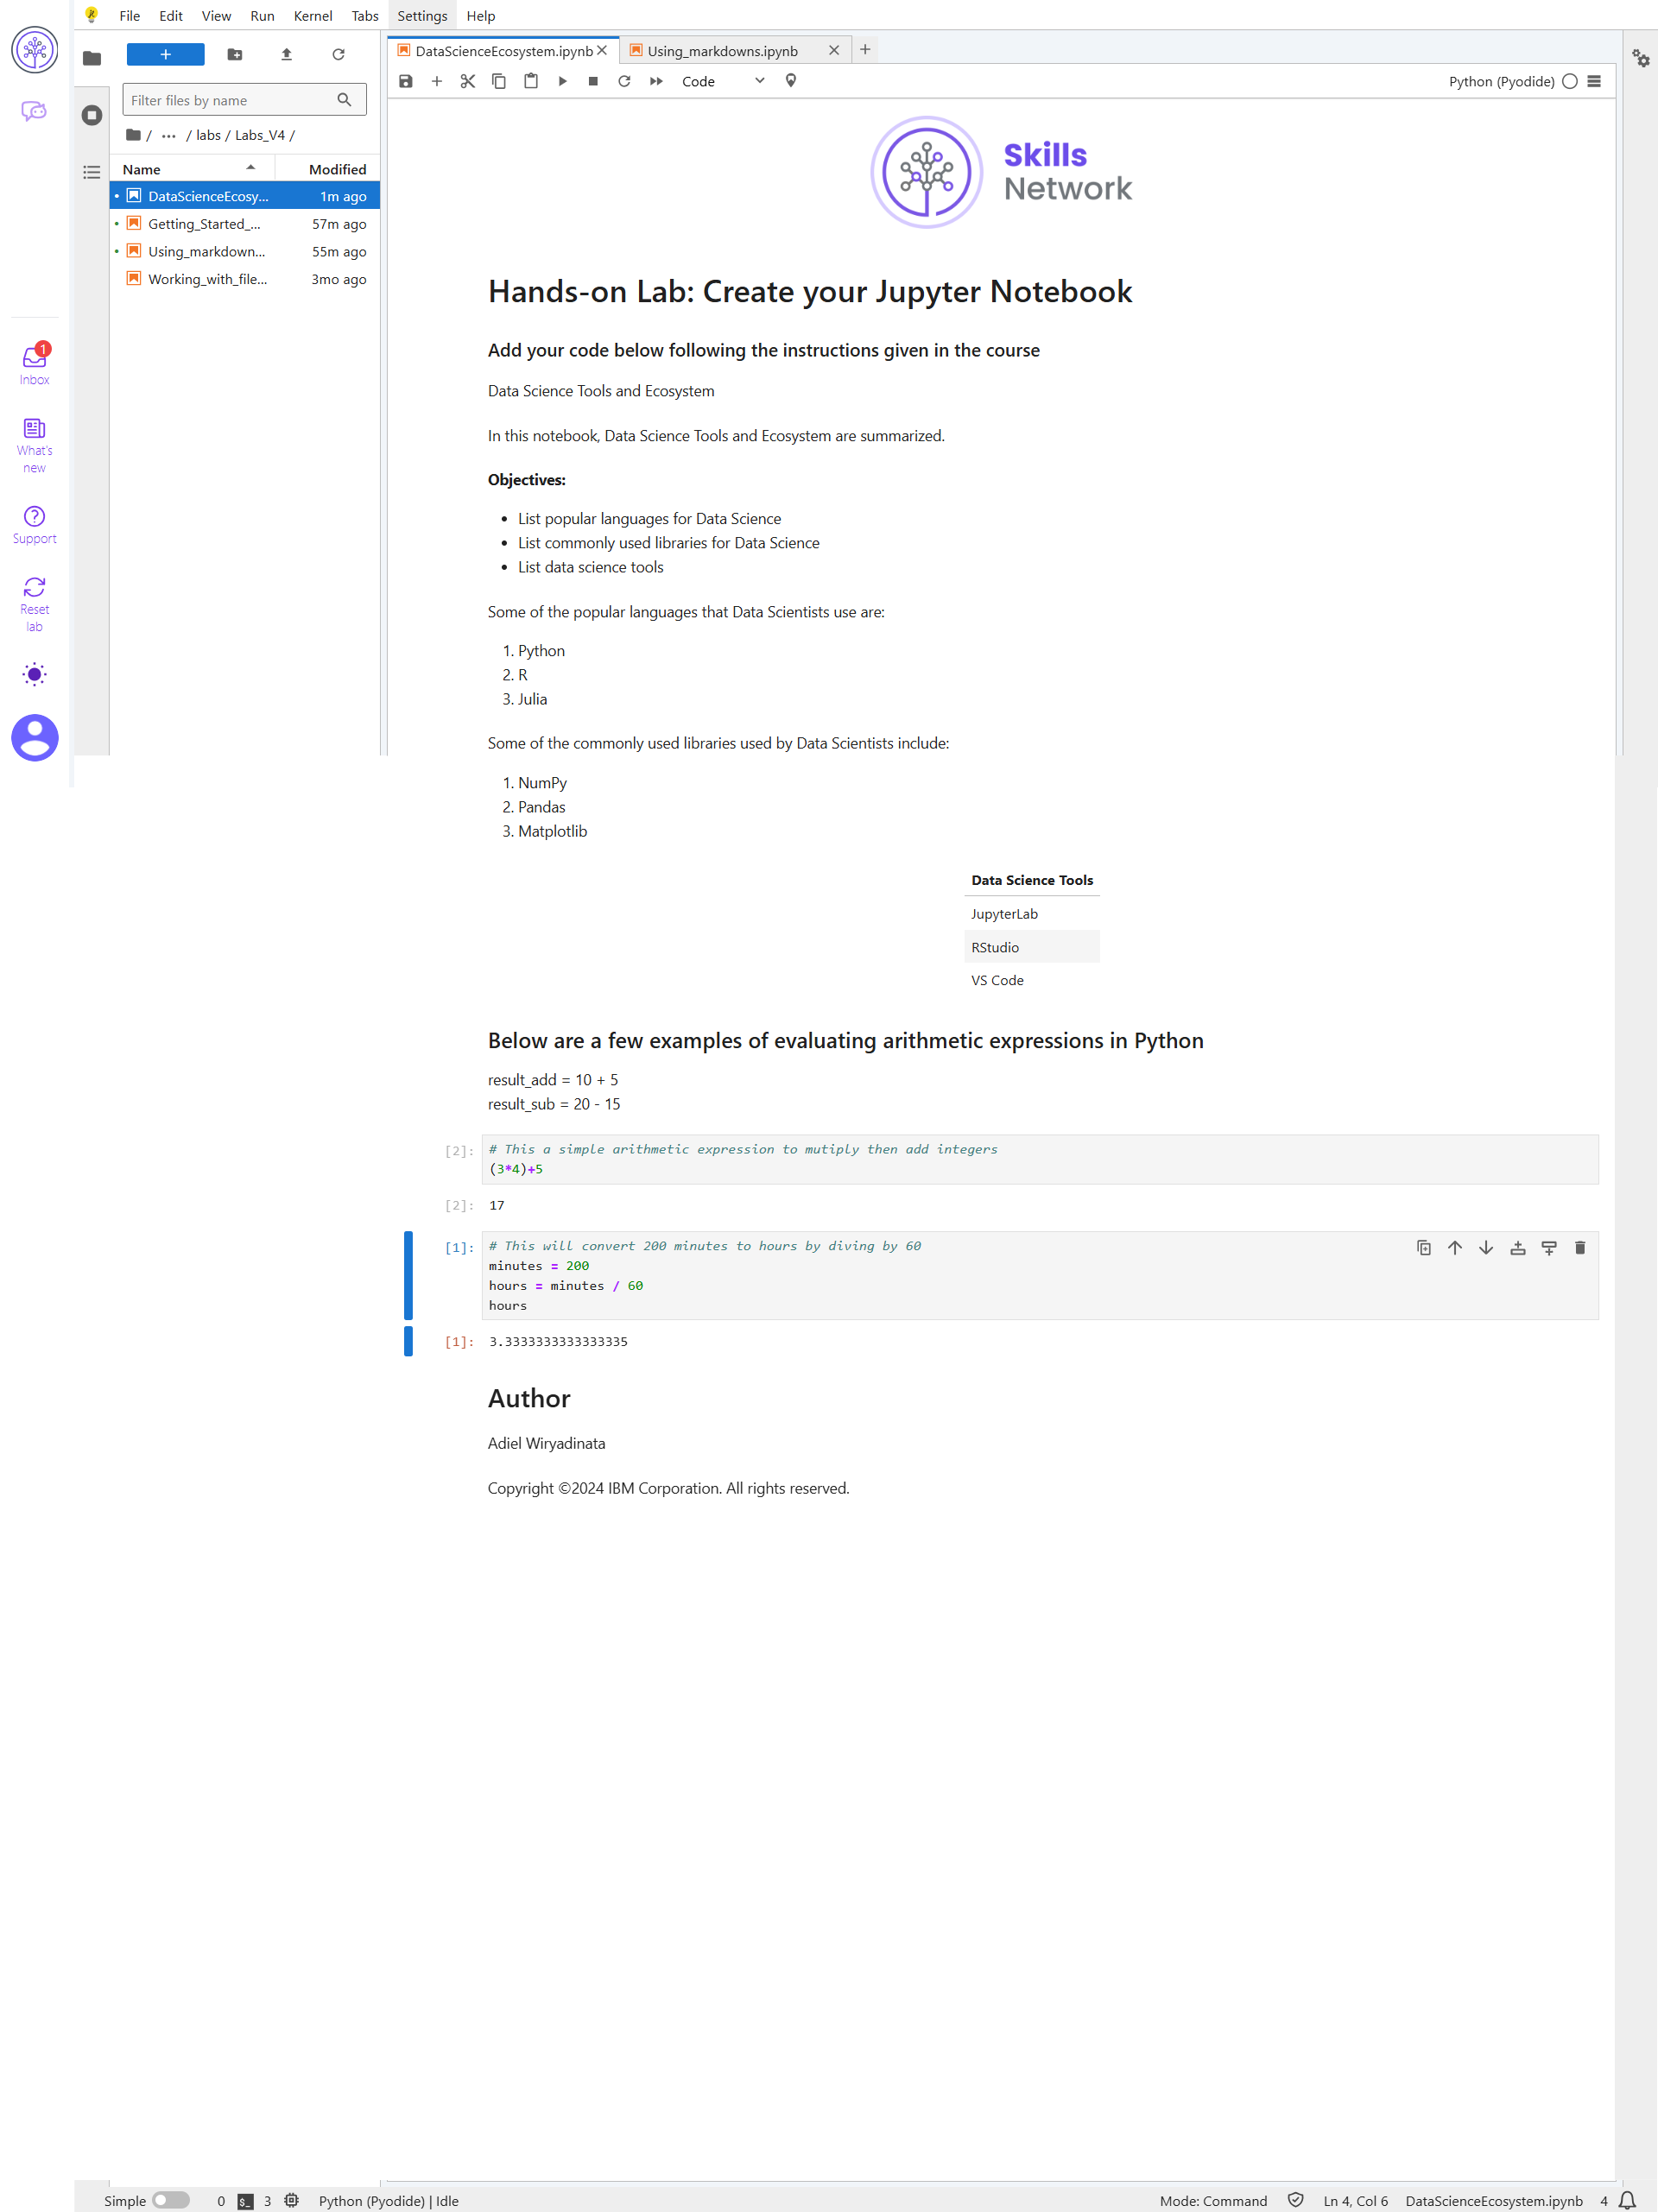 File Edit View Run Kernel Tabs Settings Help
Filter files by name
/ ... / labs / Labs_V4 /
Name Modified
DataScienceEcosy... 1m ago
Getting_Started_... 57m ago
Using_markdown... 55m ago
Working_with_file... 3mo ago
1
Inbox
What's
new
Support
Reset
lab
DataScienceEcosystem.ipynb
Using_markdowns.ipynb
Code
Python (Pyodide)
Skills
Network
Hands-on Lab: Create your Jupyter Notebook
Add your code below following the instructions given in the course
Data Science Tools and Ecosystem
In this notebook, Data Science Tools and Ecosystem are summarized.
Objectives:
• List popular languages for Data Science
• List commonly used libraries for Data Science
• List data science tools
Some of the popular languages that Data Scientists use are:
1. Python
2. R
3. Julia
Some of the commonly used libraries used by Data Scientists include:
1. NumPy
2. Pandas
3. Matplotlib
Data Science Tools
JupyterLab
RStudio
VS Code
Below are a few examples of evaluating arithmetic expressions in Python
result_add = 10 + 5
result_sub = 20 - 15
[2]: # This a simple arithmetic expression to mutiply then add integers
(3*4)+5
[2]: 17
[1]: # This will convert 200 minutes to hours by diving by 60
minutes = 200
hours = minutes / 60
hours
[1]: 3.3333333333333335
Author
Adiel Wiryadinata
Copyright ©2024 IBM Corporation. All rights reserved.
Simple 0 $_ 3 Python (Pyodide) | Idle Mode: Command Ln 4, Col 6 DataScienceEcosystem.ipynb 4